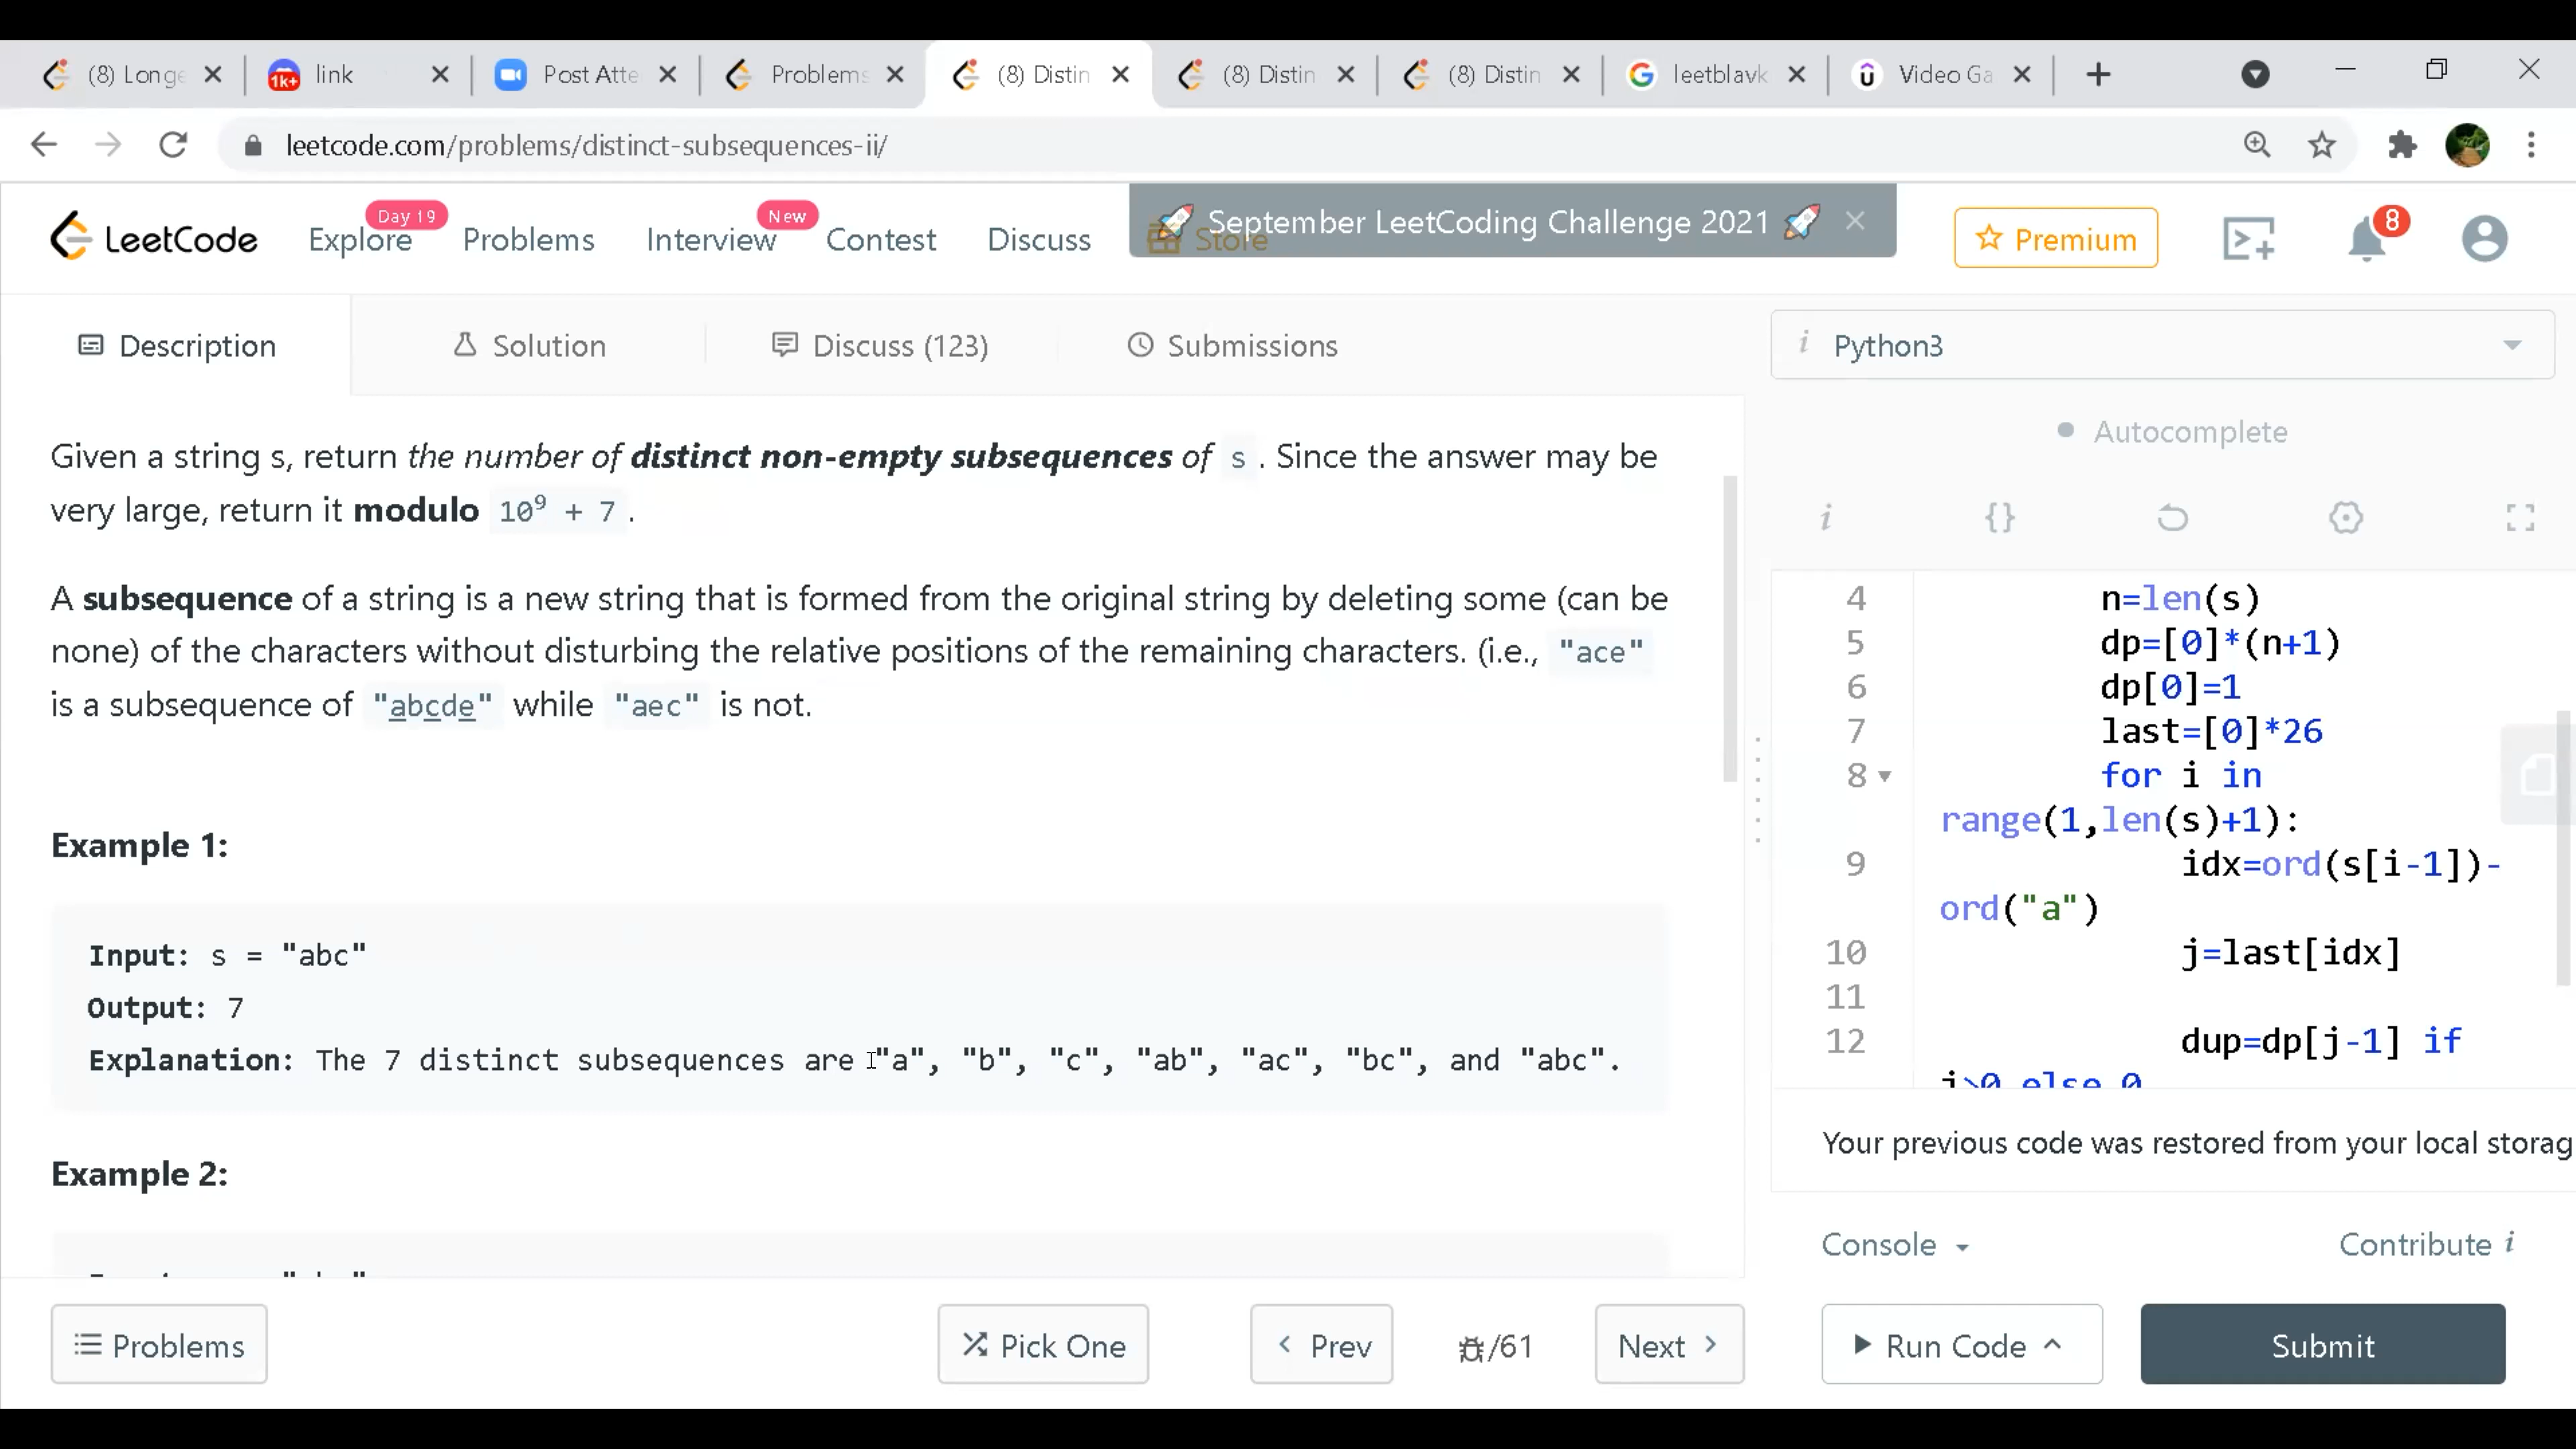 (8) Longe
1K+ link
Post Atte
Problems
(8) Distin
(8) Distin
(8) Distin
leetblavk
Video Ga
leetcode.com/problems/distinct-subsequences-ii/
LeetCode
Explore
Day 19
Problems
Interview
New
Contest
Discuss
Store
September LeetCoding Challenge 2021
Premium
8
Description
Solution
Discuss (123)
Submissions
Given a string s, return the number of distinct non-empty subsequences of s . Since the answer may be
very large, return it modulo 10⁹ + 7 .
A subsequence of a string is a new string that is formed from the original string by deleting some (can be
none) of the characters without disturbing the relative positions of the remaining characters. (i.e., "ace"
is a subsequence of "abcde" while "aec" is not.
Example 1:
Input: s = "abc"
Output: 7
Explanation: The 7 distinct subsequences are "a", "b", "c", "ab", "ac", "bc", and "abc".
Example 2:
i Python3
Autocomplete
i {}
4 n=len(s)
5 dp=[0]*(n+1)
6 dp[0]=1
7 last=[0]*26
8 for i in
range(1,len(s)+1):
9 idx=ord(s[i-1])-
ord("a")
10 j=last[idx]
11
12 dup=dp[j-1] if
j>0 else 0
Your previous code was restored from your local storag
Console
Contribute i
Problems
Pick One
Prev
/61
Next
Run Code
Submit